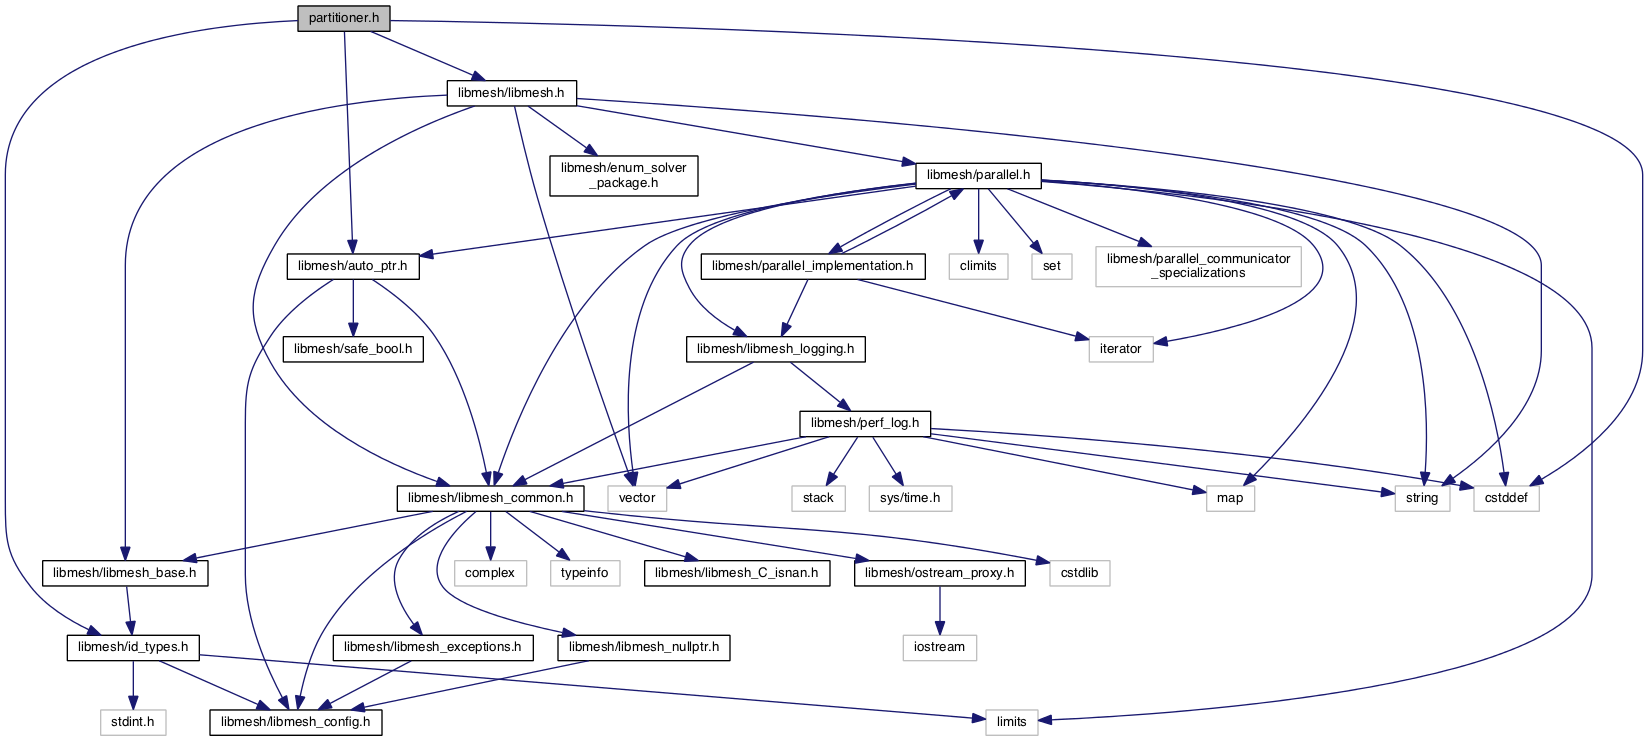 partitioner.h
libmesh/libmesh.h
libmesh/enum_solver
_package.h
libmesh/parallel.h
libmesh/auto_ptr.h
libmesh/parallel_implementation.h
climits
set
libmesh/parallel_communicator
_specializations
libmesh/safe_bool.h
libmesh/libmesh_logging.h
iterator
libmesh/perf_log.h
libmesh/libmesh_common.h
vector
stack
sys/time.h
map
string
cstddef
libmesh/libmesh_base.h
complex
typeinfo
libmesh/libmesh_C_isnan.h
libmesh/ostream_proxy.h
cstdlib
libmesh/id_types.h
libmesh/libmesh_exceptions.h
libmesh/libmesh_nullptr.h
iostream
stdint.h
libmesh/libmesh_config.h
limits